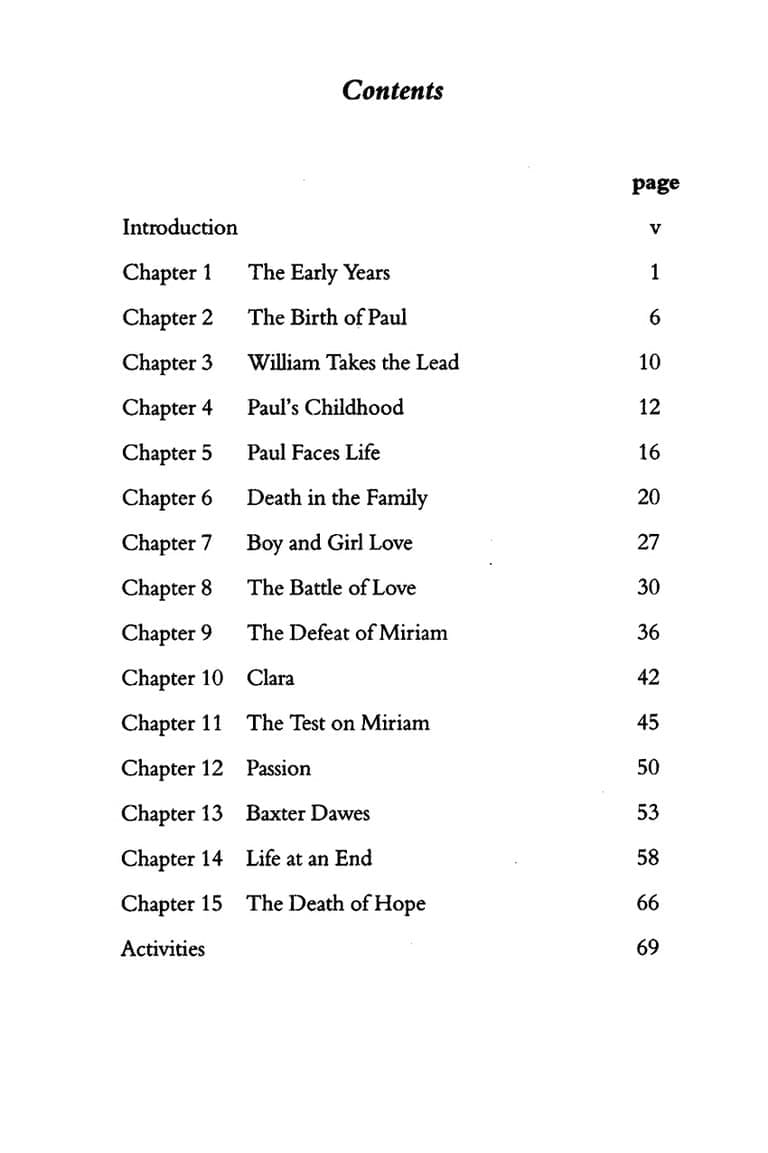 Contents
page
Introduction v
Chapter 1 The Early Years 1
Chapter 2 The Birth of Paul 6
Chapter 3 William Takes the Lead 10
Chapter 4 Paul's Childhood 12
Chapter 5 Paul Faces Life 16
Chapter 6 Death in the Family 20
Chapter 7 Boy and Girl Love 27
Chapter 8 The Battle of Love 30
Chapter 9 The Defeat of Miriam 36
Chapter 10 Clara 42
Chapter 11 The Test on Miriam 45
Chapter 12 Passion 50
Chapter 13 Baxter Dawes 53
Chapter 14 Life at an End 58
Chapter 15 The Death of Hope 66
Activities 69